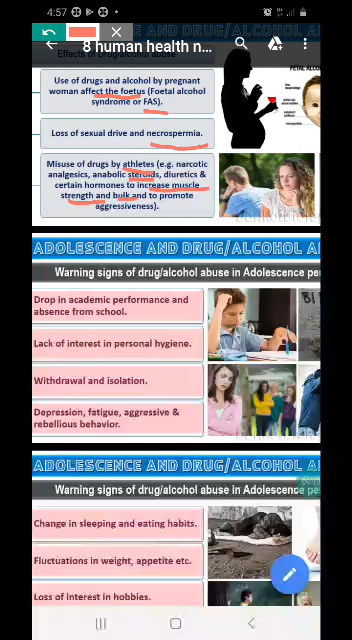 4:57
8 human health n...
Effects of Drug/alcohol abuse
FETAL ALCOHOL
Use of drugs and alcohol by pregnant
woman affect the foetus (Foetal alcohol
syndrome or FAS).
Loss of sexual drive and necrospermia.
Misuse of drugs by athletes (e.g. narcotic
analgesics, anabolic steroids, diuretics &
certain hormones to increase muscle
strength and bulk and to promote
aggressiveness).
ADOLESCENCE AND DRUG/ALCOHOL A
Warning signs of drug/alcohol abuse in Adolescence pe
Drop in academic performance and
absence from school.
Lack of interest in personal hygiene.
Withdrawal and isolation.
Depression, fatigue, aggressive &
rebellious behavior.
ADOLESCENCE AND DRUG/ALCOHOL A
Warning signs of drug/alcohol abuse in Adolescence pe
Change in sleeping and eating habits.
Fluctuations in weight, appetite etc.
Loss of interest in hobbies.